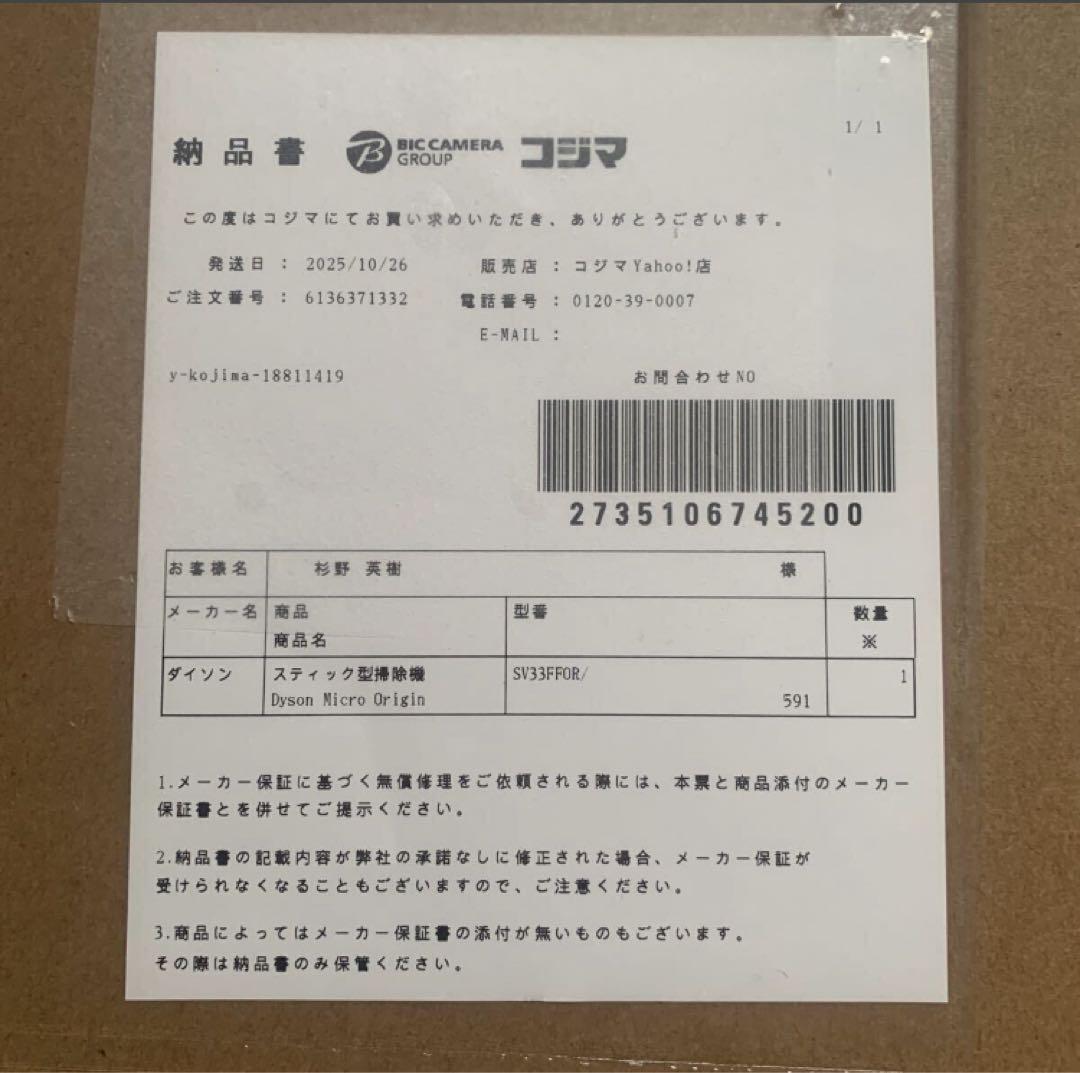 納品書 BIC CAMERA GROUP コジマ
1/ 1
この度はコジマにてお買い求めいただき、ありがとうございます。
発送日 : 2025/10/26 販売店 : コジマYahoo!店
ご注文番号 : 6136371332 電話番号 : 0120-39-0007
E-MAIL :
y-kojima-18811419 お問合わせNO
2735106745200
お客様名 杉野 英樹 様
メーカー名 商品 型番 数量
商品名 ※
ダイソン スティック型掃除機 SV33FFOR/ 1
Dyson Micro Origin 591
1.メーカー保証に基づく無償修理をご依頼される際には、本票と商品添付のメーカー
保証書とを併せてご提示ください。
2.納品書の記載内容が弊社の承諾なしに修正された場合、メーカー保証が
受けられなくなることもございますので、ご注意ください。
3.商品によってはメーカー保証書の添付が無いものもございます。
その際は納品書のみ保管ください。